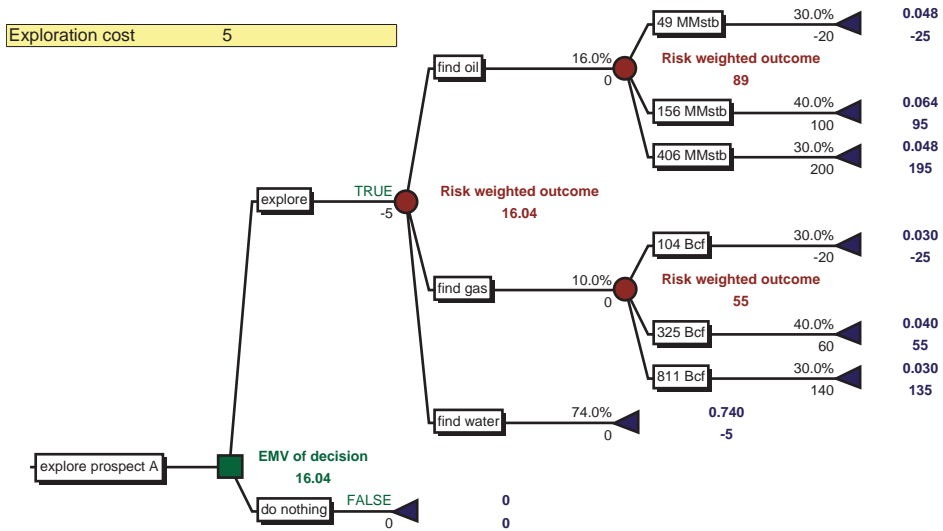 Exploration cost 5
49 MMstb 30.0% 0.048
-20 -25
find oil 16.0% Risk weighted outcome
0 89
156 MMstb 40.0% 0.064
100 95
406 MMstb 30.0% 0.048
200 195
explore TRUE Risk weighted outcome
-5 16.04
104 Bcf 30.0% 0.030
-20 -25
find gas 10.0% Risk weighted outcome
0 55
325 Bcf 40.0% 0.040
60 55
811 Bcf 30.0% 0.030
140 135
find water 74.0% 0.740
0 -5
explore prospect A EMV of decision
16.04
do nothing FALSE 0
0 0